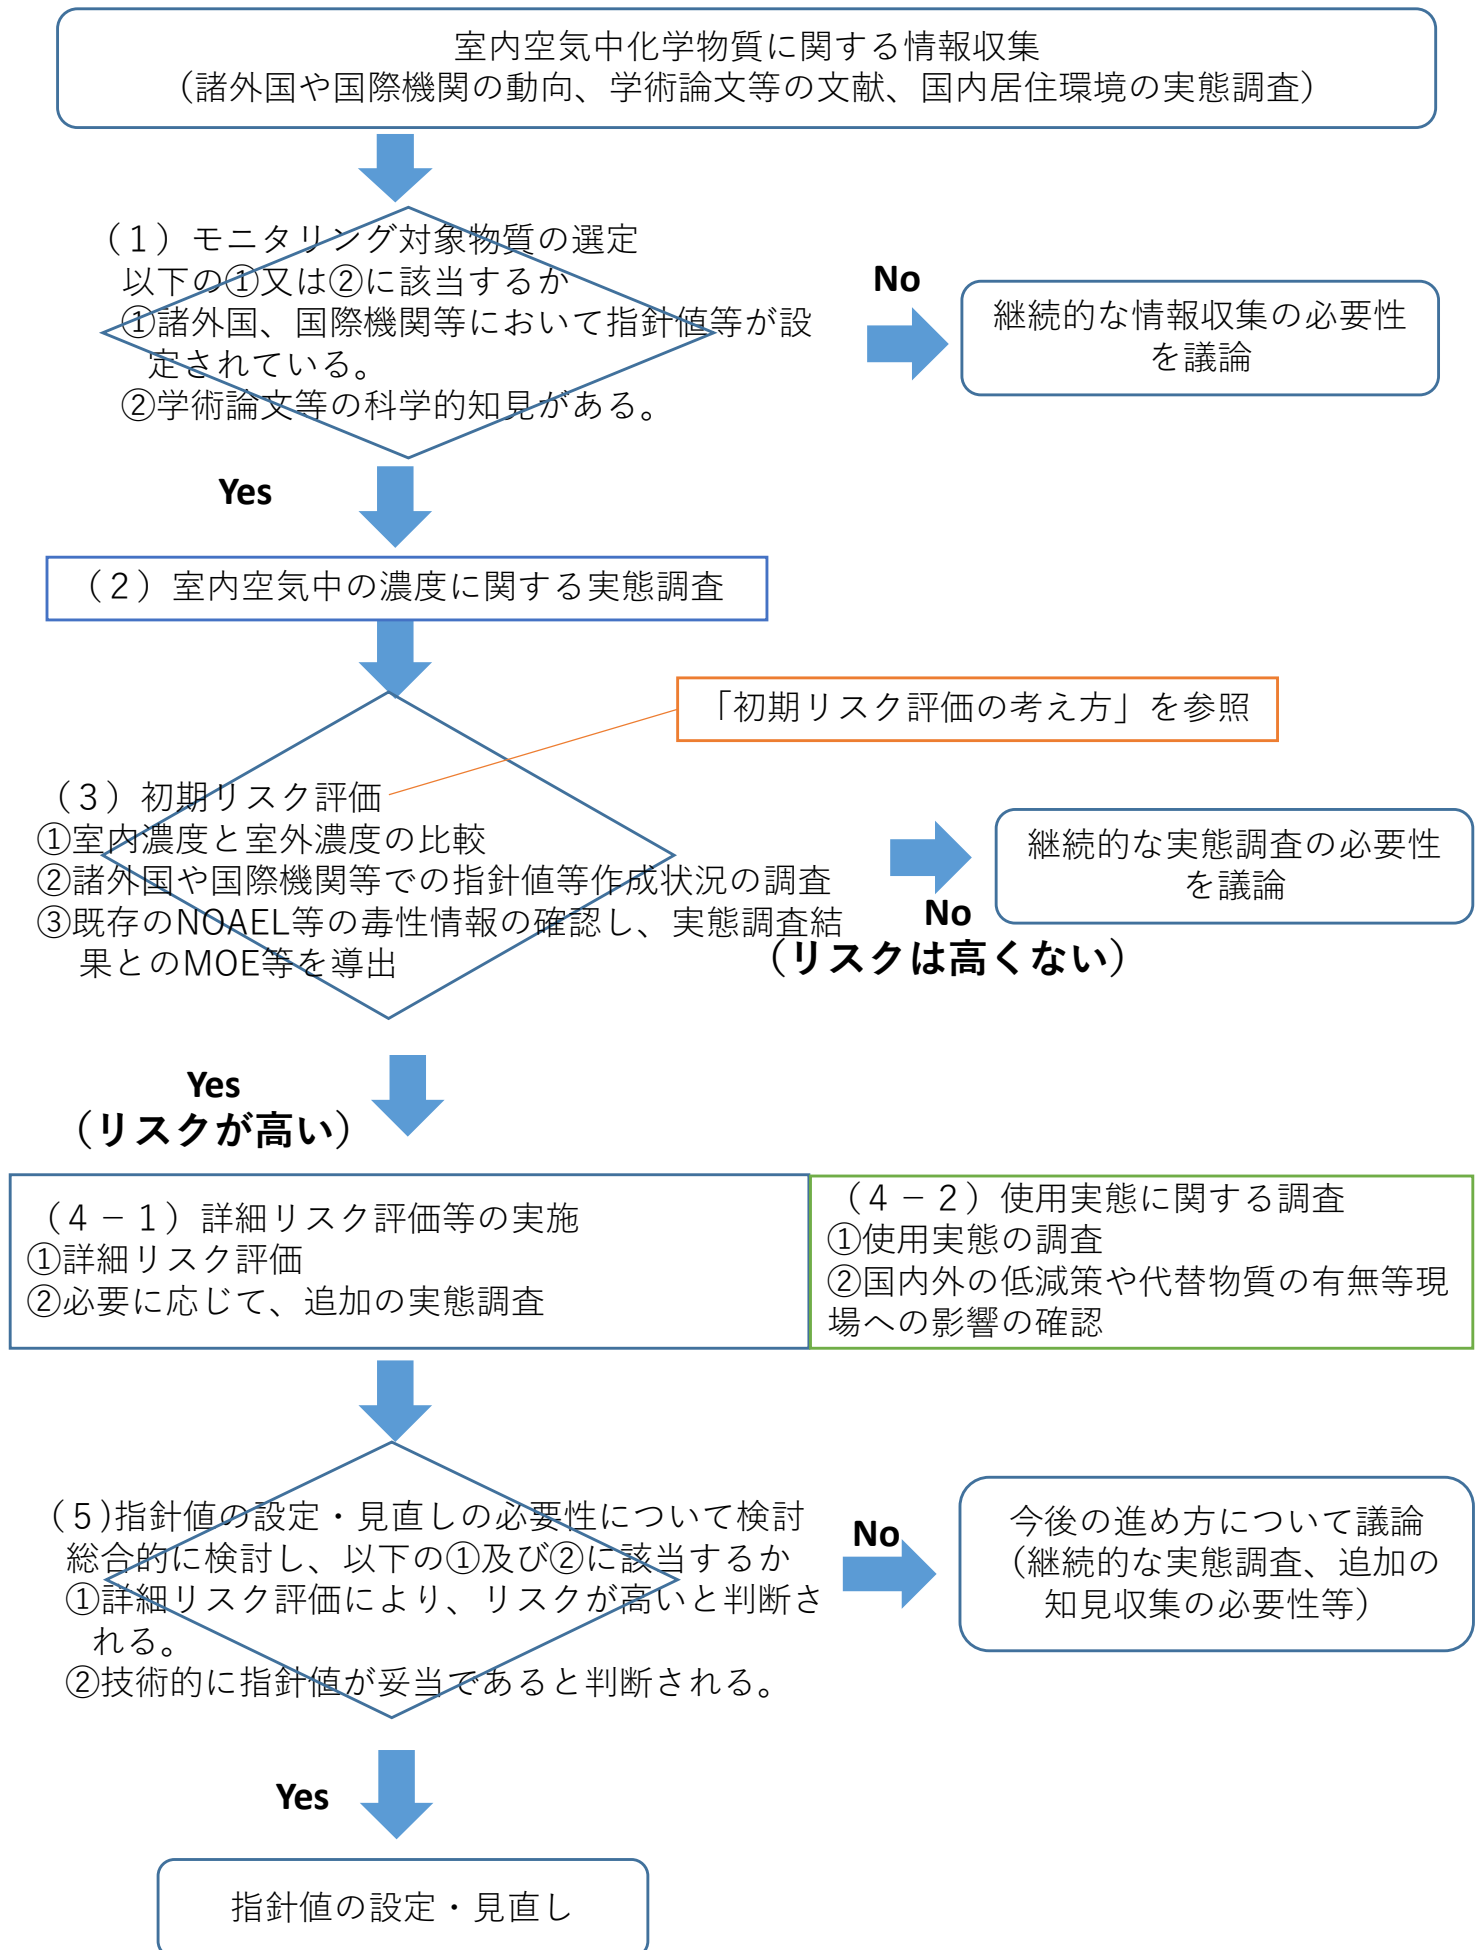 室内空気中化学物質に関する情報収集
（諸外国や国際機関の動向、学術論文等の文献、国内居住環境の実態調査）
（１）モニタリング対象物質の選定
以下の①又は②に該当するか
①諸外国、国際機関等において指針値等が設
定されている。
②学術論文等の科学的知見がある。
No
継続的な情報収集の必要性
を議論
Yes
（２）室内空気中の濃度に関する実態調査
「初期リスク評価の考え方」を参照
（３）初期リスク評価
①室内濃度と室外濃度の比較
②諸外国や国際機関等での指針値等作成状況の調査
③既存のNOAEL等の毒性情報の確認し、実態調査結
果とのMOE等を導出
継続的な実態調査の必要性
を議論
No
（リスクは高くない）
Yes
（リスクが高い）
（４－１）詳細リスク評価等の実施
①詳細リスク評価
②必要に応じて、追加の実態調査
（４－２）使用実態に関する調査
①使用実態の調査
②国内外の低減策や代替物質の有無等現
場への影響の確認
（５)指針値の設定・見直しの必要性について検討
総合的に検討し、以下の①及び②に該当するか
①詳細リスク評価により、リスクが高いと判断さ
れる。
②技術的に指針値が妥当であると判断される。
No
今後の進め方について議論
（継続的な実態調査、追加の
知見収集の必要性等）
Yes
指針値の設定・見直し